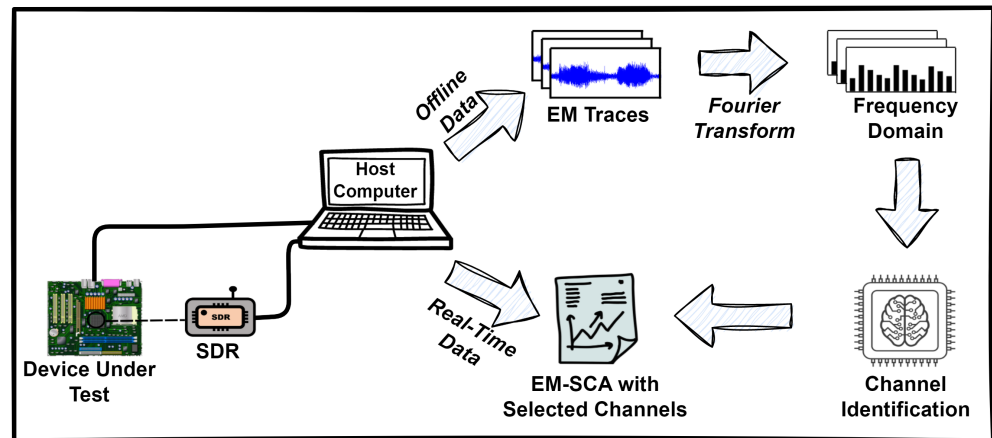 Offline
Data
EM Traces
Fourier
Transform
Frequency
Domain
Host
Computer
Real-Time
Data
SDR
SDR
Device Under
Test
EM-SCA with
Selected Channels
Channel
Identification